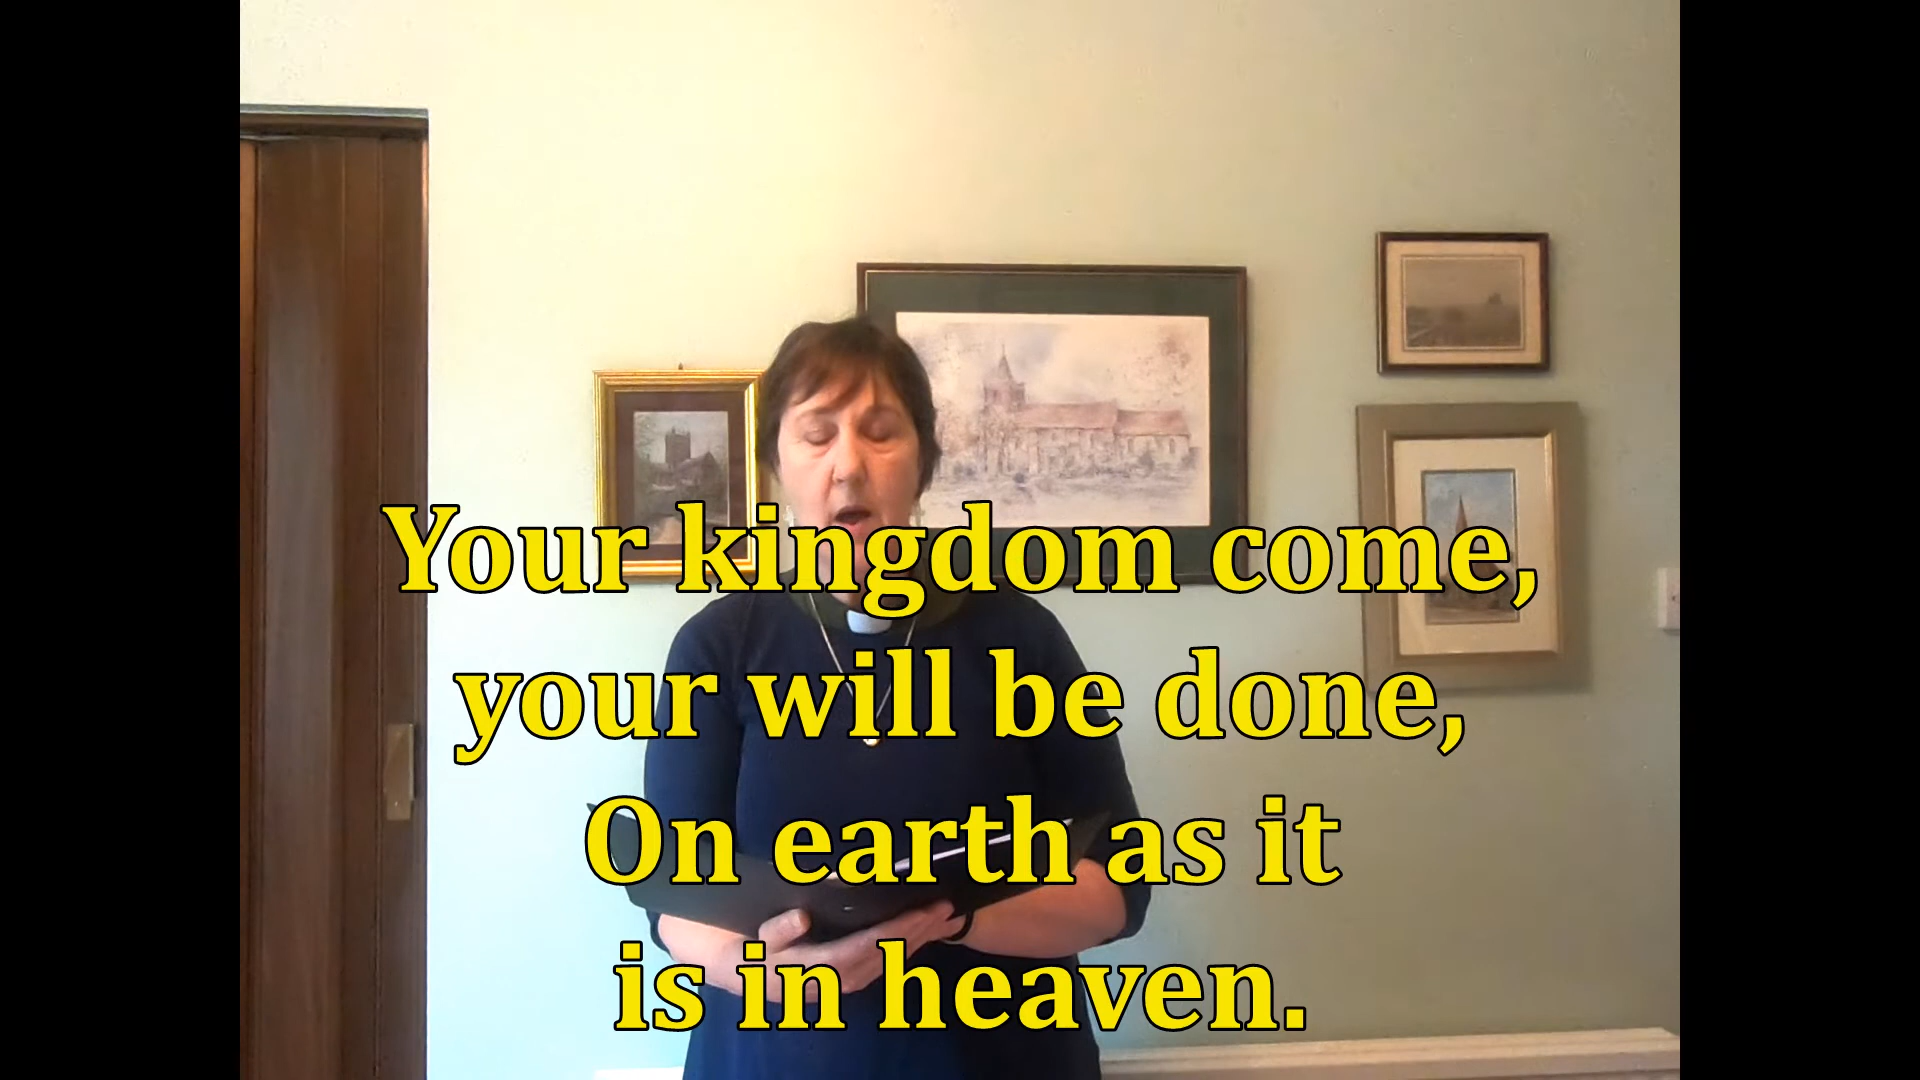 Your kingdom come,
your will be done,
On earth as it
is in heaven.